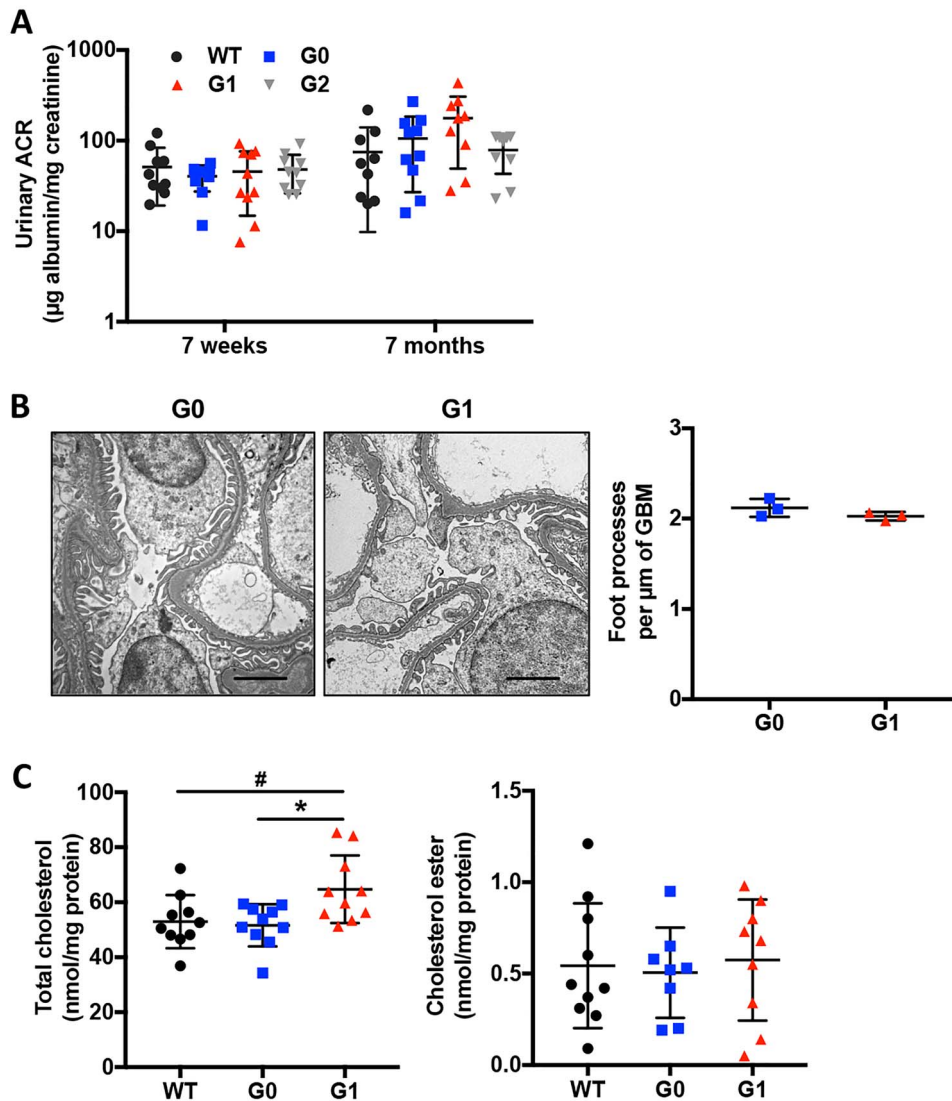 A
WT G0
G1 G2
Urinary ACR
(µg albumin/mg creatinine)
1000
100
10
1
7 weeks 7 months
B
G0 G1
Foot processes
per µm of GBM
3
2
1
0
G0 G1
C
Total cholesterol
(nmol/mg protein)
100
80
60
40
20
0
#
*
WT G0 G1
Cholesterol ester
(nmol/mg protein)
1.5
1.0
0.5
0.0
WT G0 G1